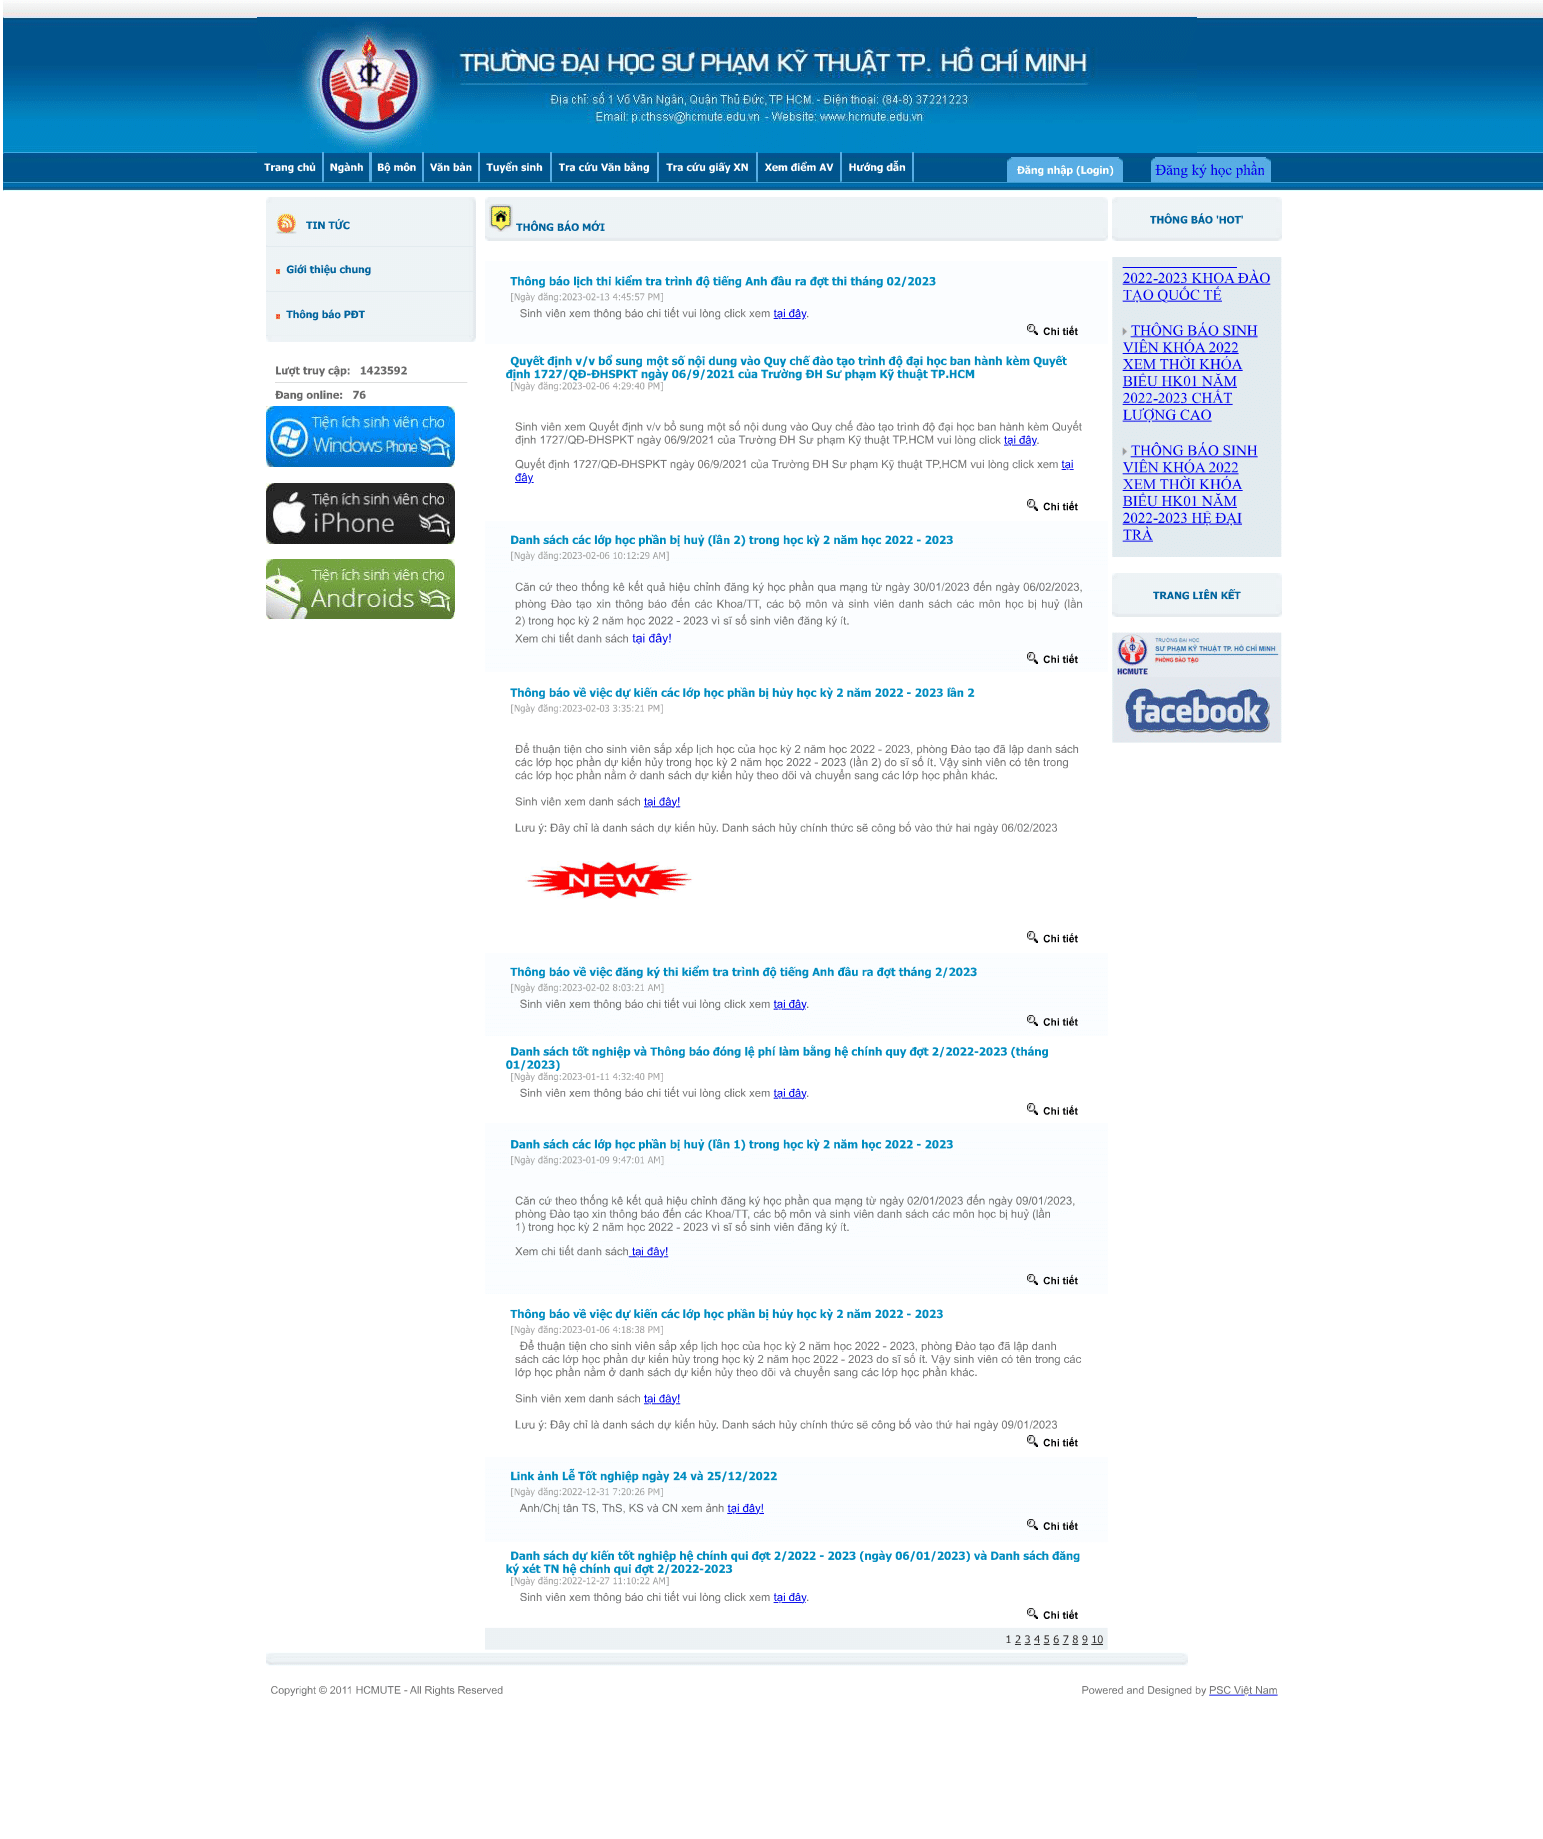 TRƯỜNG ĐẠI HỌC SƯ PHẠM KỸ THUẬT TP. HỒ CHÍ MINH
Địa chỉ: số 1 Võ Văn Ngân, Quận Thủ Đức, TP HCM. - Điện thoại: (84-8) 37221223
Email: p.cthssv@hcmute.edu.vn - Website: www.hcmute.edu.vn
Trang chủ Ngành Bộ môn Văn bản Tuyển sinh Tra cứu Văn bằng Tra cứu giấy XN Xem điểm AV Hướng dẫn Đăng nhập (Login) Đăng ký học phần
TIN TỨC
Giới thiệu chung
Thông báo PĐT
Lượt truy cập: 1423592
Đang online: 76
Tiện ích sinh viên cho
Windows Phone
Tiện ích sinh viên cho
iPhone
Tiện ích sinh viên cho
Androids
THÔNG BÁO MỚI
Thông báo lịch thi kiểm tra trình độ tiếng Anh đầu ra đợt thi tháng 02/2023
[Ngày đăng:2023-02-13 4:45:57 PM]
Sinh viên xem thông báo chi tiết vui lòng click xem tại đây.
Chi tiết
Quyết định v/v bổ sung một số nội dung vào Quy chế đào tạo trình độ đại học ban hành kèm Quyết
định 1727/QĐ-ĐHSPKT ngày 06/9/2021 của Trường ĐH Sư phạm Kỹ thuật TP.HCM
[Ngày đăng:2023-02-06 4:29:40 PM]
Sinh viên xem Quyết định v/v bổ sung một số nội dung vào Quy chế đào tạo trình độ đại học ban hành kèm Quyết
định 1727/QĐ-ĐHSPKT ngày 06/9/2021 của Trường ĐH Sư phạm Kỹ thuật TP.HCM vui lòng click tại đây.
Quyết định 1727/QĐ-ĐHSPKT ngày 06/9/2021 của Trường ĐH Sư phạm Kỹ thuật TP.HCM vui lòng click xem tại
đây
Chi tiết
Danh sách các lớp học phần bị huỷ (lần 2) trong học kỳ 2 năm học 2022 - 2023
[Ngày đăng:2023-02-06 10:12:29 AM]
Căn cứ theo thống kê kết quả hiệu chỉnh đăng ký học phần qua mạng từ ngày 30/01/2023 đến ngày 06/02/2023,
phòng Đào tạo xin thông báo đến các Khoa/TT, các bộ môn và sinh viên danh sách các môn học bị huỷ (lần
2) trong học kỳ 2 năm học 2022 - 2023 vì sĩ số sinh viên đăng ký ít.
Xem chi tiết danh sách tại đây!
Chi tiết
Thông báo về việc dự kiến các lớp học phần bị hủy học kỳ 2 năm 2022 - 2023 lần 2
[Ngày đăng:2023-02-03 3:35:21 PM]
Để thuận tiện cho sinh viên sắp xếp lịch học của học kỳ 2 năm học 2022 - 2023, phòng Đào tạo đã lập danh sách
các lớp học phần dự kiến hủy trong học kỳ 2 năm học 2022 - 2023 (lần 2) do sĩ số ít. Vậy sinh viên có tên trong
các lớp học phần nằm ở danh sách dự kiến hủy theo dõi và chuyển sang các lớp học phần khác.
Sinh viên xem danh sách tại đây!
Lưu ý: Đây chỉ là danh sách dự kiến hủy. Danh sách hủy chính thức sẽ công bố vào thứ hai ngày 06/02/2023
NEW
Chi tiết
Thông báo về việc đăng ký thi kiểm tra trình độ tiếng Anh đầu ra đợt tháng 2/2023
[Ngày đăng:2023-02-02 8:03:21 AM]
Sinh viên xem thông báo chi tiết vui lòng click xem tại đây.
Chi tiết
Danh sách tốt nghiệp và Thông báo đóng lệ phí làm bằng hệ chính quy đợt 2/2022-2023 (tháng
01/2023)
[Ngày đăng:2023-01-11 4:32:40 PM]
Sinh viên xem thông báo chi tiết vui lòng click xem tại đây.
Chi tiết
Danh sách các lớp học phần bị huỷ (lần 1) trong học kỳ 2 năm học 2022 - 2023
[Ngày đăng:2023-01-09 9:47:01 AM]
Căn cứ theo thống kê kết quả hiệu chỉnh đăng ký học phần qua mạng từ ngày 02/01/2023 đến ngày 09/01/2023,
phòng Đào tạo xin thông báo đến các Khoa/TT, các bộ môn và sinh viên danh sách các môn học bị huỷ (lần
1) trong học kỳ 2 năm học 2022 - 2023 vì sĩ số sinh viên đăng ký ít.
Xem chi tiết danh sách tại đây!
Chi tiết
Thông báo về việc dự kiến các lớp học phần bị hủy học kỳ 2 năm 2022 - 2023
[Ngày đăng:2023-01-06 4:18:38 PM]
Để thuận tiện cho sinh viên sắp xếp lịch học của học kỳ 2 năm học 2022 - 2023, phòng Đào tạo đã lập danh
sách các lớp học phần dự kiến hủy trong học kỳ 2 năm học 2022 - 2023 do sĩ số ít. Vậy sinh viên có tên trong các
lớp học phần nằm ở danh sách dự kiến hủy theo dõi và chuyển sang các lớp học phần khác.
Sinh viên xem danh sách tại đây!
Lưu ý: Đây chỉ là danh sách dự kiến hủy. Danh sách hủy chính thức sẽ công bố vào thứ hai ngày 09/01/2023
Chi tiết
Link ảnh Lễ Tốt nghiệp ngày 24 và 25/12/2022
[Ngày đăng:2022-12-31 7:20:26 PM]
Anh/Chị tân TS, ThS, KS và CN xem ảnh tại đây!
Chi tiết
Danh sách dự kiến tốt nghiệp hệ chính qui đợt 2/2022 - 2023 (ngày 06/01/2023) và Danh sách đăng
ký xét TN hệ chính qui đợt 2/2022-2023
[Ngày đăng:2022-12-27 11:10:22 AM]
Sinh viên xem thông báo chi tiết vui lòng click xem tại đây.
Chi tiết
1 2 3 4 5 6 7 8 9 10
THÔNG BÁO 'HOT'
2022-2023 KHOA ĐÀO
TẠO QUỐC TẾ
THÔNG BÁO SINH
VIÊN KHÓA 2022
XEM THỜI KHÓA
BIỂU HK01 NĂM
2022-2023 CHẤT
LƯỢNG CAO
THÔNG BÁO SINH
VIÊN KHÓA 2022
XEM THỜI KHÓA
BIỂU HK01 NĂM
2022-2023 HỆ ĐẠI
TRÀ
TRANG LIÊN KẾT
TRƯỜNG ĐẠI HỌC
SƯ PHẠM KỸ THUẬT TP. HỒ CHÍ MINH
PHÒNG ĐÀO TẠO
HCMUTE
facebook
Copyright © 2011 HCMUTE - All Rights Reserved
Powered and Designed by PSC Việt Nam